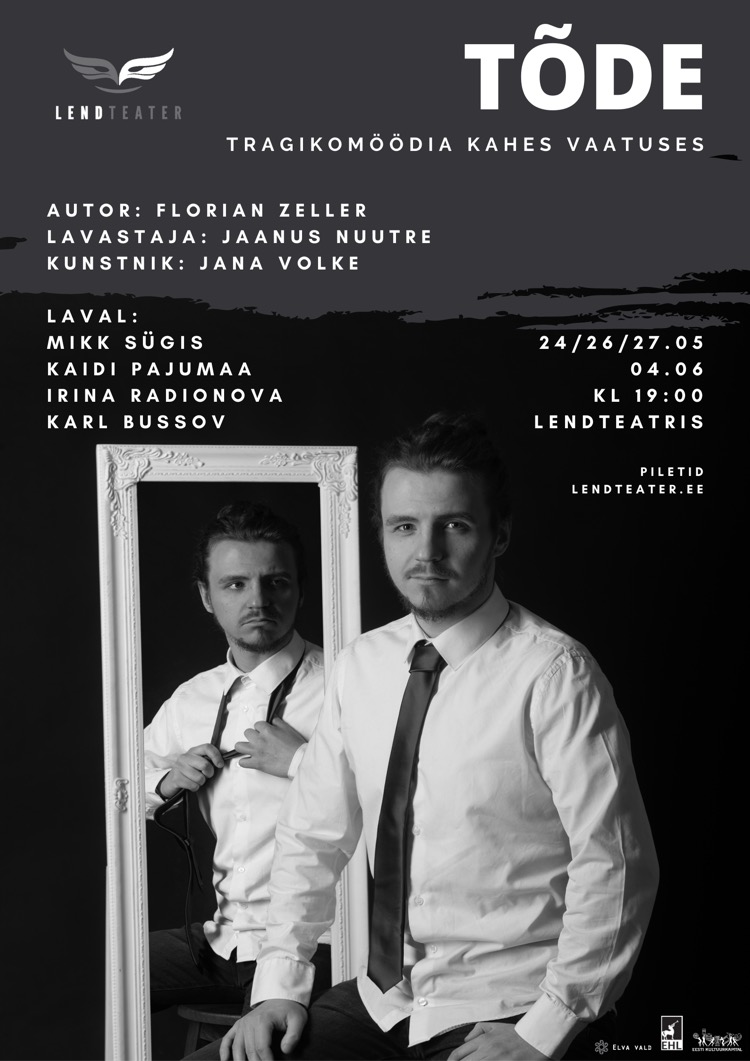 LENDTEATER
TÕDE
TRAGIKOMÖÖDIA KAHES VAATUSES
AUTOR: FLORIAN ZELLER
LAVASTAJA: JAANUS NUUTRE
KUNSTNIK: JANA VOLKE
LAVAL:
MIKK SÜGIS
KAIDI PAJUMAA
IRINA RADIONOVA
KARL BUSSOV
24/26/27.05
04.06
KL 19:00
LENDTEATRIS
PILETID
LENDTEATER.EE
ELVA VALD
EHL
EESTI KULTUURKAPITAL